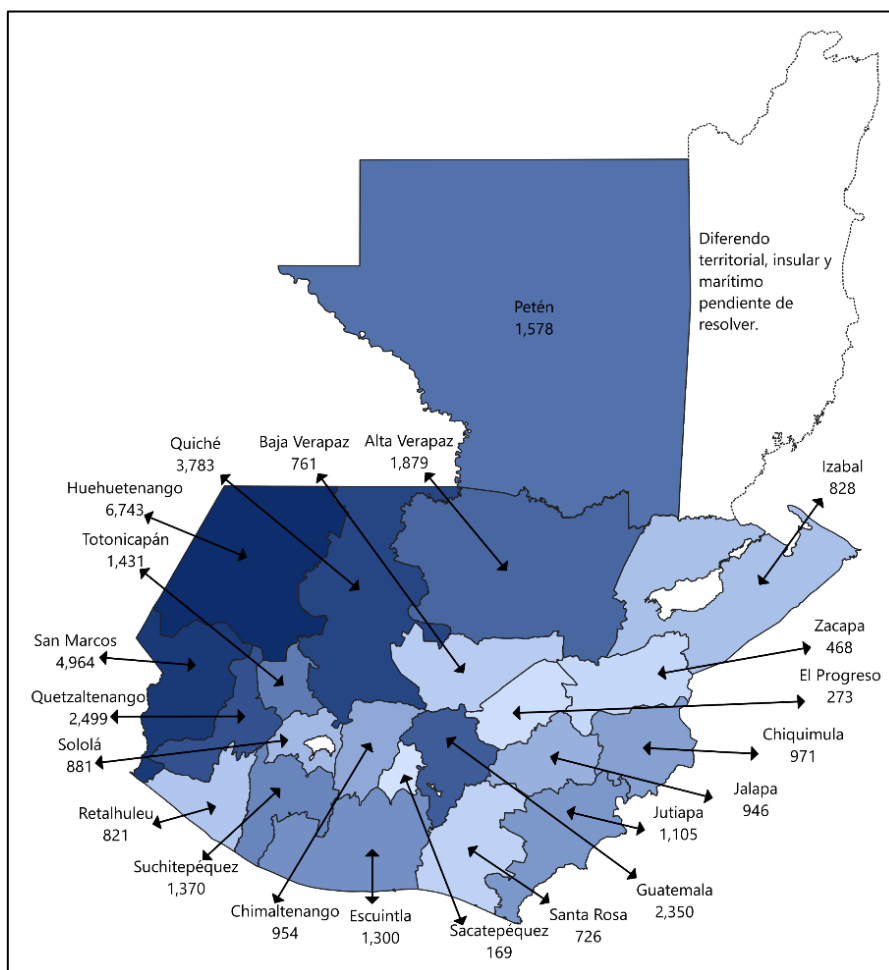 Diferendo
territorial, insular y
marítimo
pendiente de
resolver.
Petén
1,578
Quiché
3,783
Baja Verapaz
761
Alta Verapaz
1,879
Izabal
828
Huehuetenango
6,743
Totonicapán
1,431
San Marcos
4,964
Zacapa
468
El Progreso
273
Quetzaltenango
2,499
Sololá
881
Chiquimula
971
Jalapa
946
Retalhuleu
821
Jutiapa
1,105
Suchitepéquez
1,370
Chimaltenango
954
Escuintla
1,300
Sacatepéquez
169
Santa Rosa
726
Guatemala
2,350